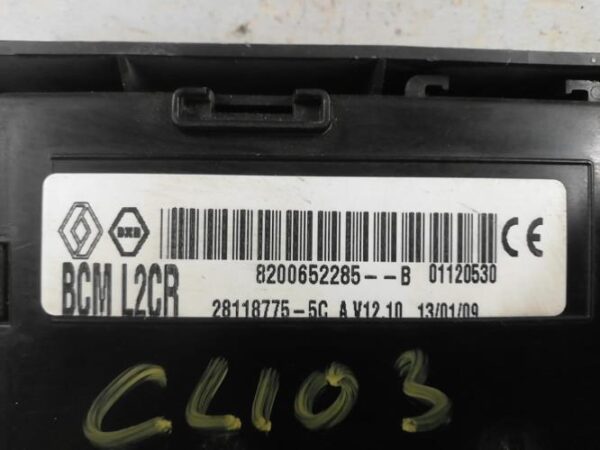 8200652285--B 01120530
BCM L2CR
28118775-5C A V12.10 13/01/09
CLIO3